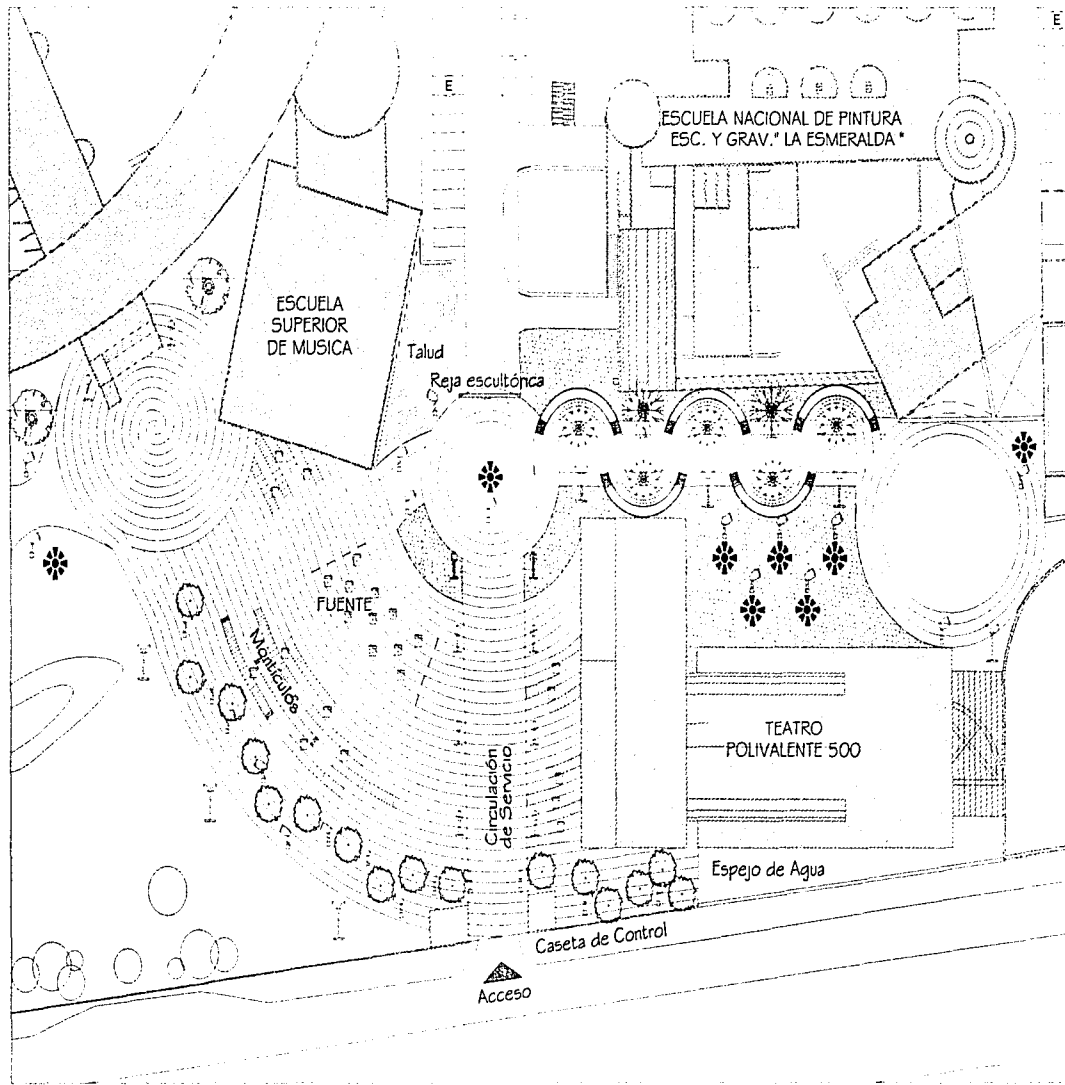 E
E
ESCUELA NACIONAL DE PINTURA
ESC. Y GRAV." LA ESMERALDA "
ESCUELA
SUPERIOR
DE MUSICA
Talud
Reja escultórica
FUENTE
Montículos
Circulación
de Servicio
TEATRO
POLIVALENTE 500
Espejo de Agua
Caseta de Control
Acceso